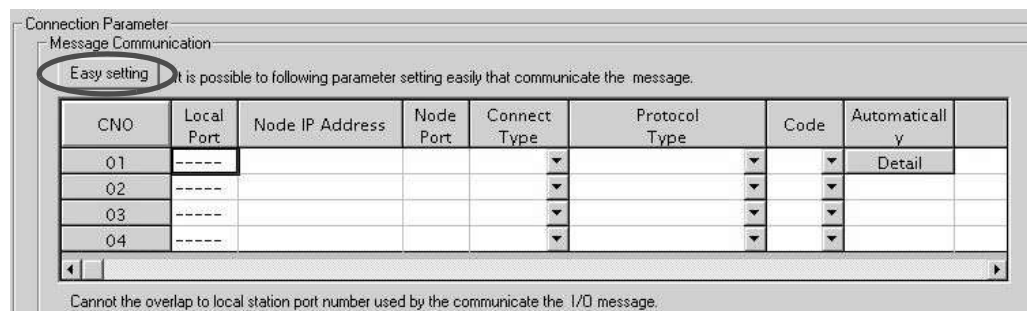 Connection Parameter
Message Communication
Easy setting It is possible to following parameter setting easily that communicate the message.
CNO Local Port Node IP Address Node Port Connect Type Protocol Type Code Automaticall y
01 ----- Detail
02 -----
03 -----
04 -----
Cannot the overlap to local station port number used by the communicate the I/O message.